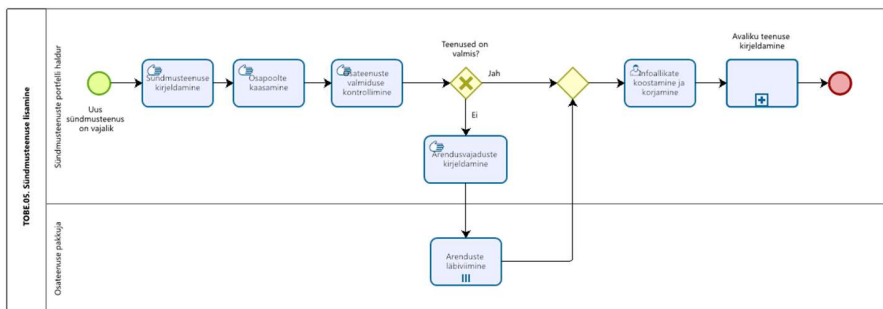 TOBE.05. Sündmusteenuse lisamine
Sündmusteenuste portfelli haldur
Uus
sündmusteenus
on vajalik
Sündmusteenuse
kirjeldamine
Osapoolte
kaasamine
Osateenuste
valmiduse
kontrollimine
Teenused on
valmis?
Jah
Ei
Arendusvajaduste
kirjeldamine
Infoallikate
koostamine ja
korjamine
Avaliku teenuse
kirjeldamine
Osateenuse pakkuja
Arenduste
läbiviimine